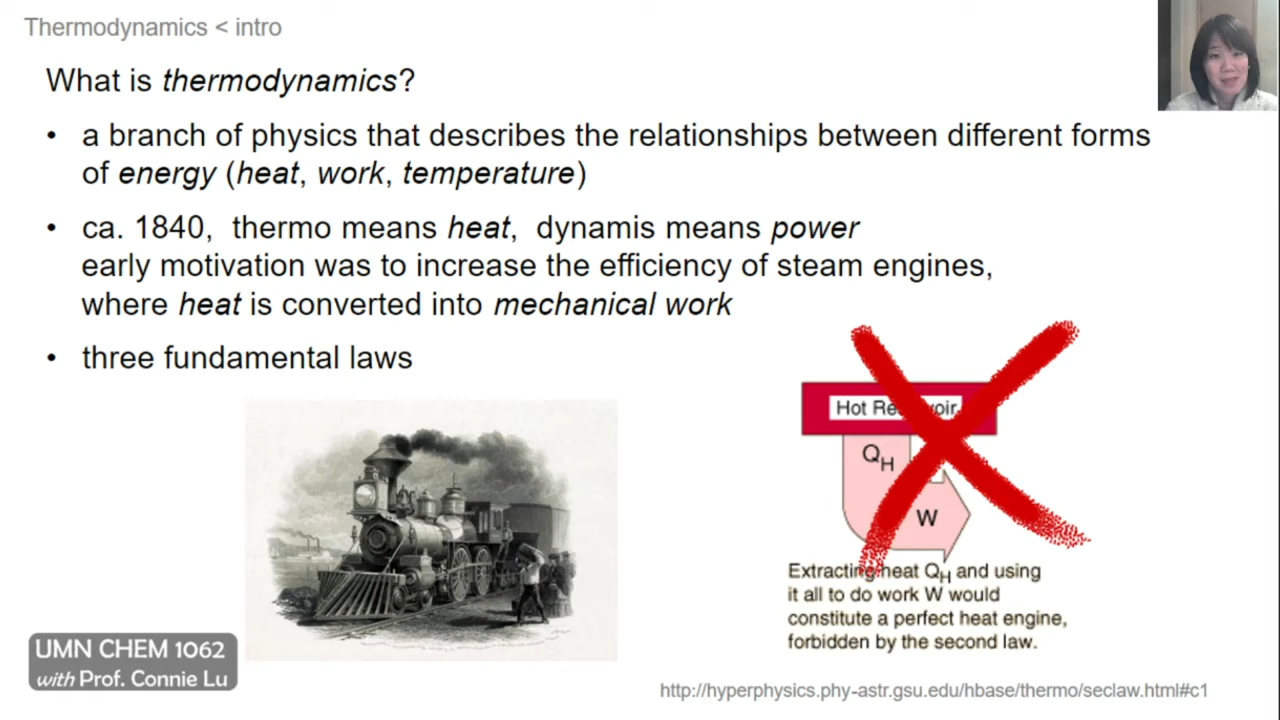 Thermodynamics < intro
What is thermodynamics?
• a branch of physics that describes the relationships between different forms
of energy (heat, work, temperature)
• ca. 1840, thermo means heat, dynamis means power
early motivation was to increase the efficiency of steam engines,
where heat is converted into mechanical work
• three fundamental laws
Hot Reservoir
QH
W
Extracting heat QH and using
it all to do work W would
constitute a perfect heat engine,
forbidden by the second law.
UMN CHEM 1062
with Prof. Connie Lu
http://hyperphysics.phy-astr.gsu.edu/hbase/thermo/seclaw.html#c1